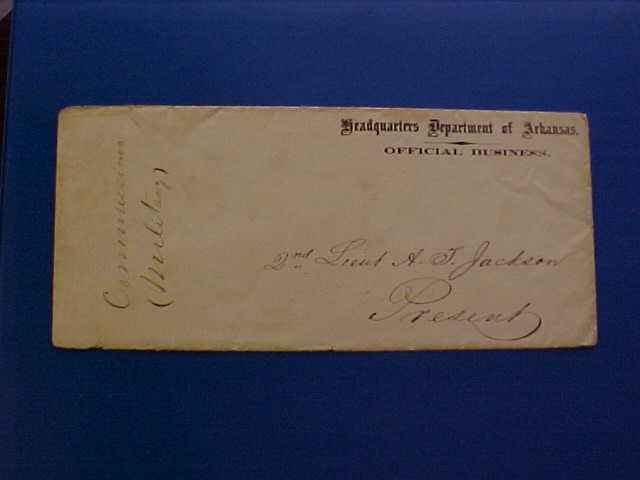 Headquarters Department of Arkansas.
OFFICIAL BUSINESS.
2nd Lieut A. T. Jackson
Present
Commission
(Military)